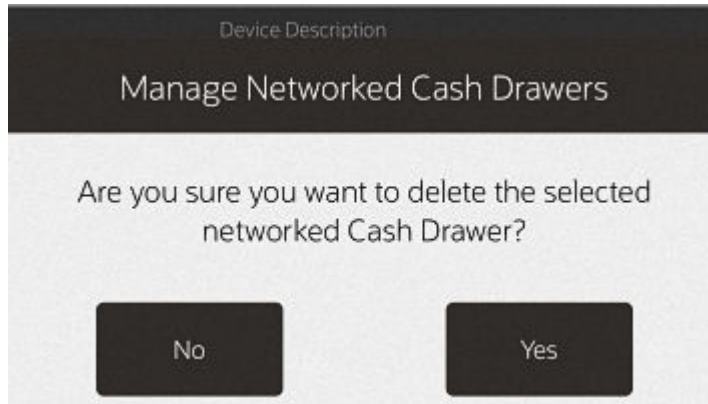 Device Description
Manage Networked Cash Drawers
Are you sure you want to delete the selected
networked Cash Drawer?
No
Yes